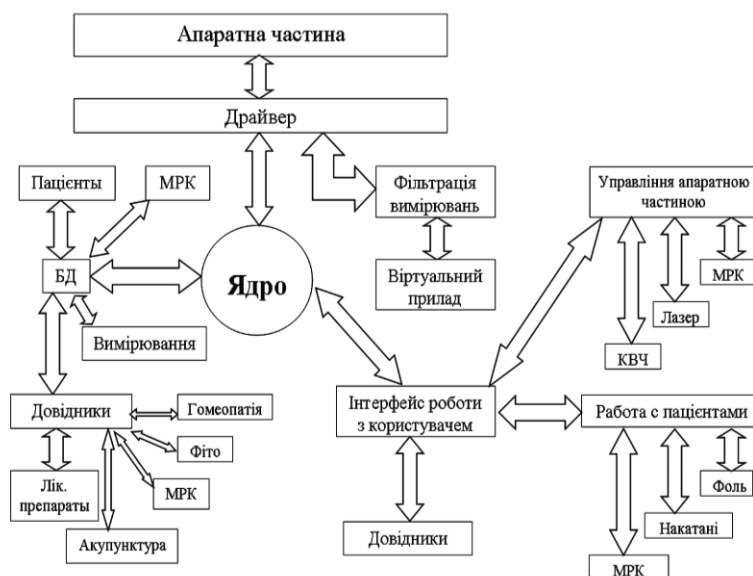 Апаратна частина
Драйвер
Пацієнты
МРК
Фільтрація
вимірювань
Управління апаратною
частиною
БД
Ядро
Віртуальний
прилад
МРК
Лазер
КВЧ
Вимірювання
Довідники
Гомеопатія
Фіто
МРК
Лік.
препараты
Акупунктура
Інтерфейс роботи
з користувачем
Работа с пацієнтами
Фоль
Накатані
МРК
Довідники